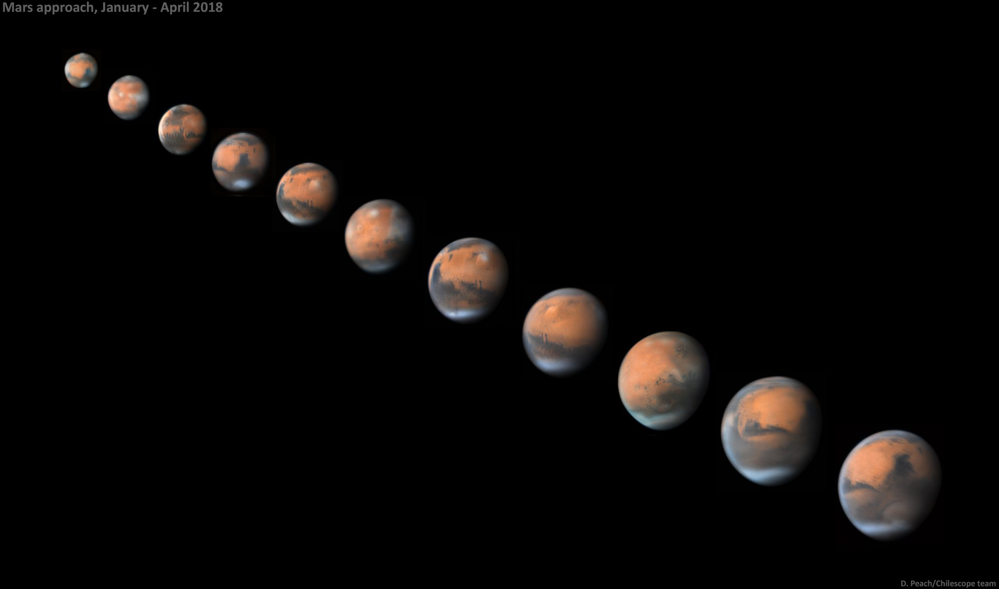 Mars approach, January - April 2018
D. Peach/Chilescope team